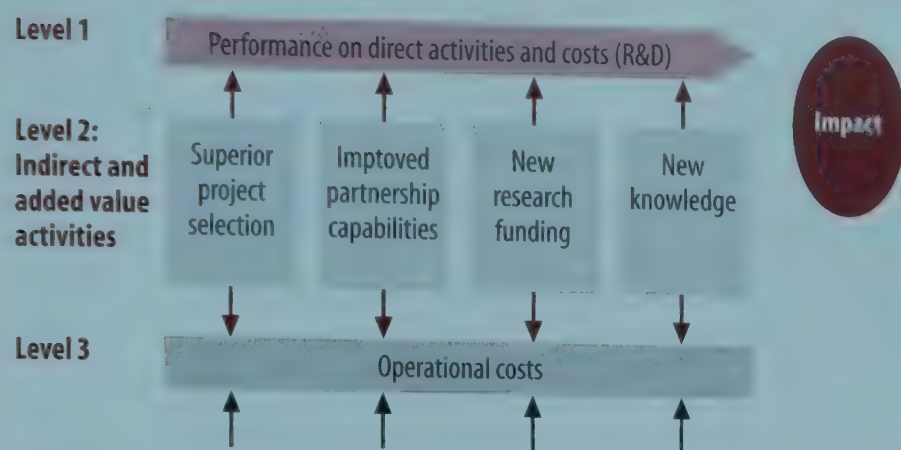 Level 1
Performance on direct activities and costs (R&D)
Impact
Level 2:
Indirect and
added value
activities
Superior
project
selection
Imptoved
partnership
capabilities
New
research
funding
New
knowledge
Level 3
Operational costs